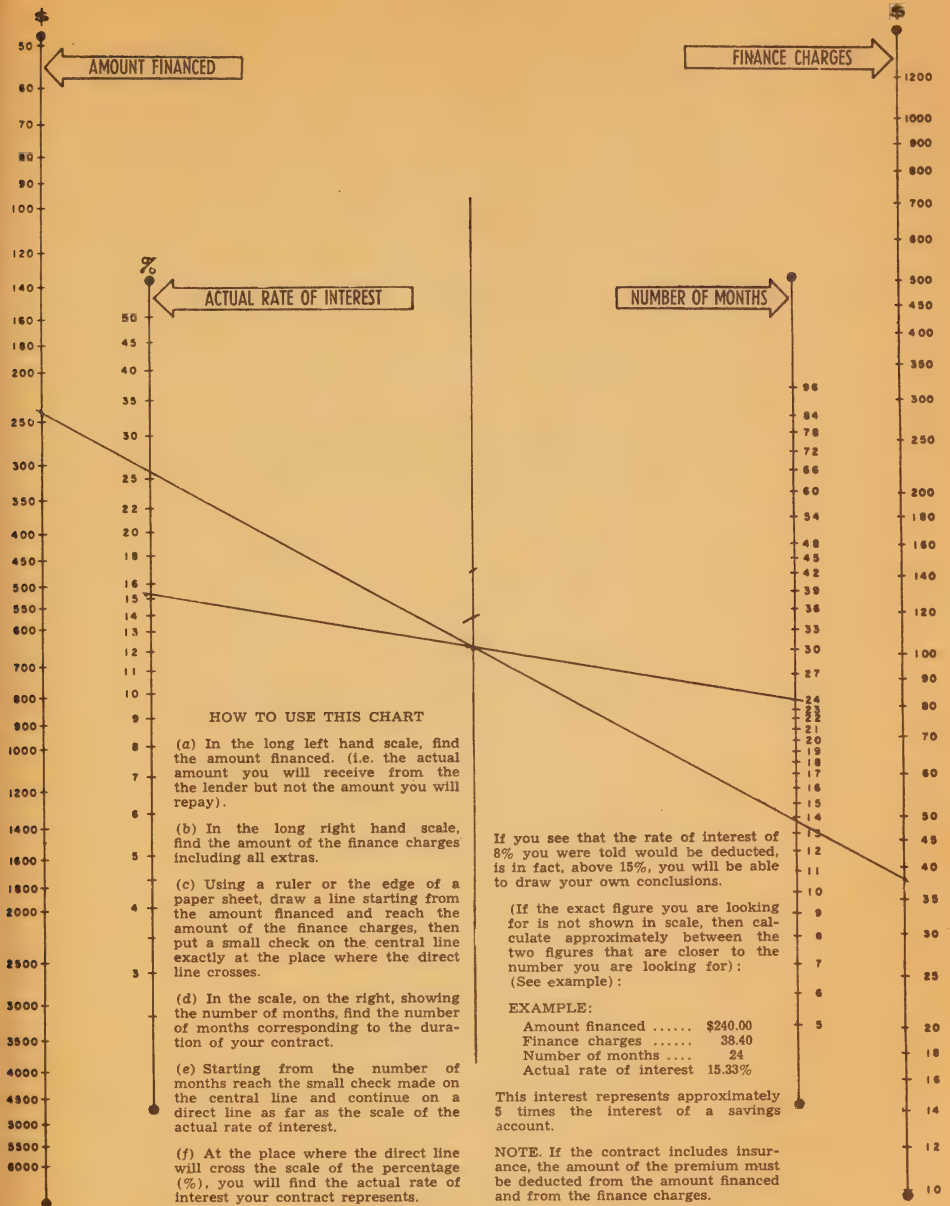 $
$
AMOUNT FINANCED
FINANCE CHARGES
50
60
70
80
90
100
120
140
160
180
200
250
300
350
400
450
500
550
600
700
800
900
1000
1200
1400
1600
1800
2000
2500
3000
3500
4000
4500
5000
5500
6000
%
ACTUAL RATE OF INTEREST
50
45
40
35
30
25
22
20
18
16
15
14
13
12
11
10
9
8
7
6
5
4
3
NUMBER OF MONTHS
96
84
78
72
66
60
54
48
45
42
39
36
33
30
27
24
23
22
21
20
19
18
17
16
15
14
13
12
11
10
9
8
7
6
5
1200
1000
900
800
700
600
500
450
400
350
300
250
200
180
160
140
120
100
90
80
70
60
50
45
40
35
30
25
20
18
16
14
12
10
HOW TO USE THIS CHART
(a) In the long left hand scale, find
the amount financed. (i.e. the actual
amount you will receive from the
the lender but not the amount you will
repay).
(b) In the long right hand scale,
find the amount of the finance charges
including all extras.
(c) Using a ruler or the edge of a
paper sheet, draw a line starting from
the amount financed and reach the
amount of the finance charges, then
put a small check on the central line
exactly at the place where the direct
line crosses.
(d) In the scale, on the right, showing
the number of months, find the number
of months corresponding to the dura-
tion of your contract.
(e) Starting from the number of
months reach the small check made on
the central line and continue on a
direct line as far as the scale of the
actual rate of interest.
(f) At the place where the direct line
will cross the scale of the percentage
(%), you will find the actual rate of
interest your contract represents.
If you see that the rate of interest of
8% you were told would be deducted,
is in fact, above 15%, you will be able
to draw your own conclusions.
(If the exact figure you are looking
for is not shown in scale, then cal-
culate approximately between the
two figures that are closer to the
number you are looking for):
(See example):
EXAMPLE:
Amount financed ...... $240.00
Finance charges ...... 38.40
Number of months .... 24
Actual rate of interest 15.33%
This interest represents approximately
5 times the interest of a savings
account.
NOTE. If the contract includes insur-
ance, the amount of the premium must
be deducted from the amount financed
and from the finance charges.